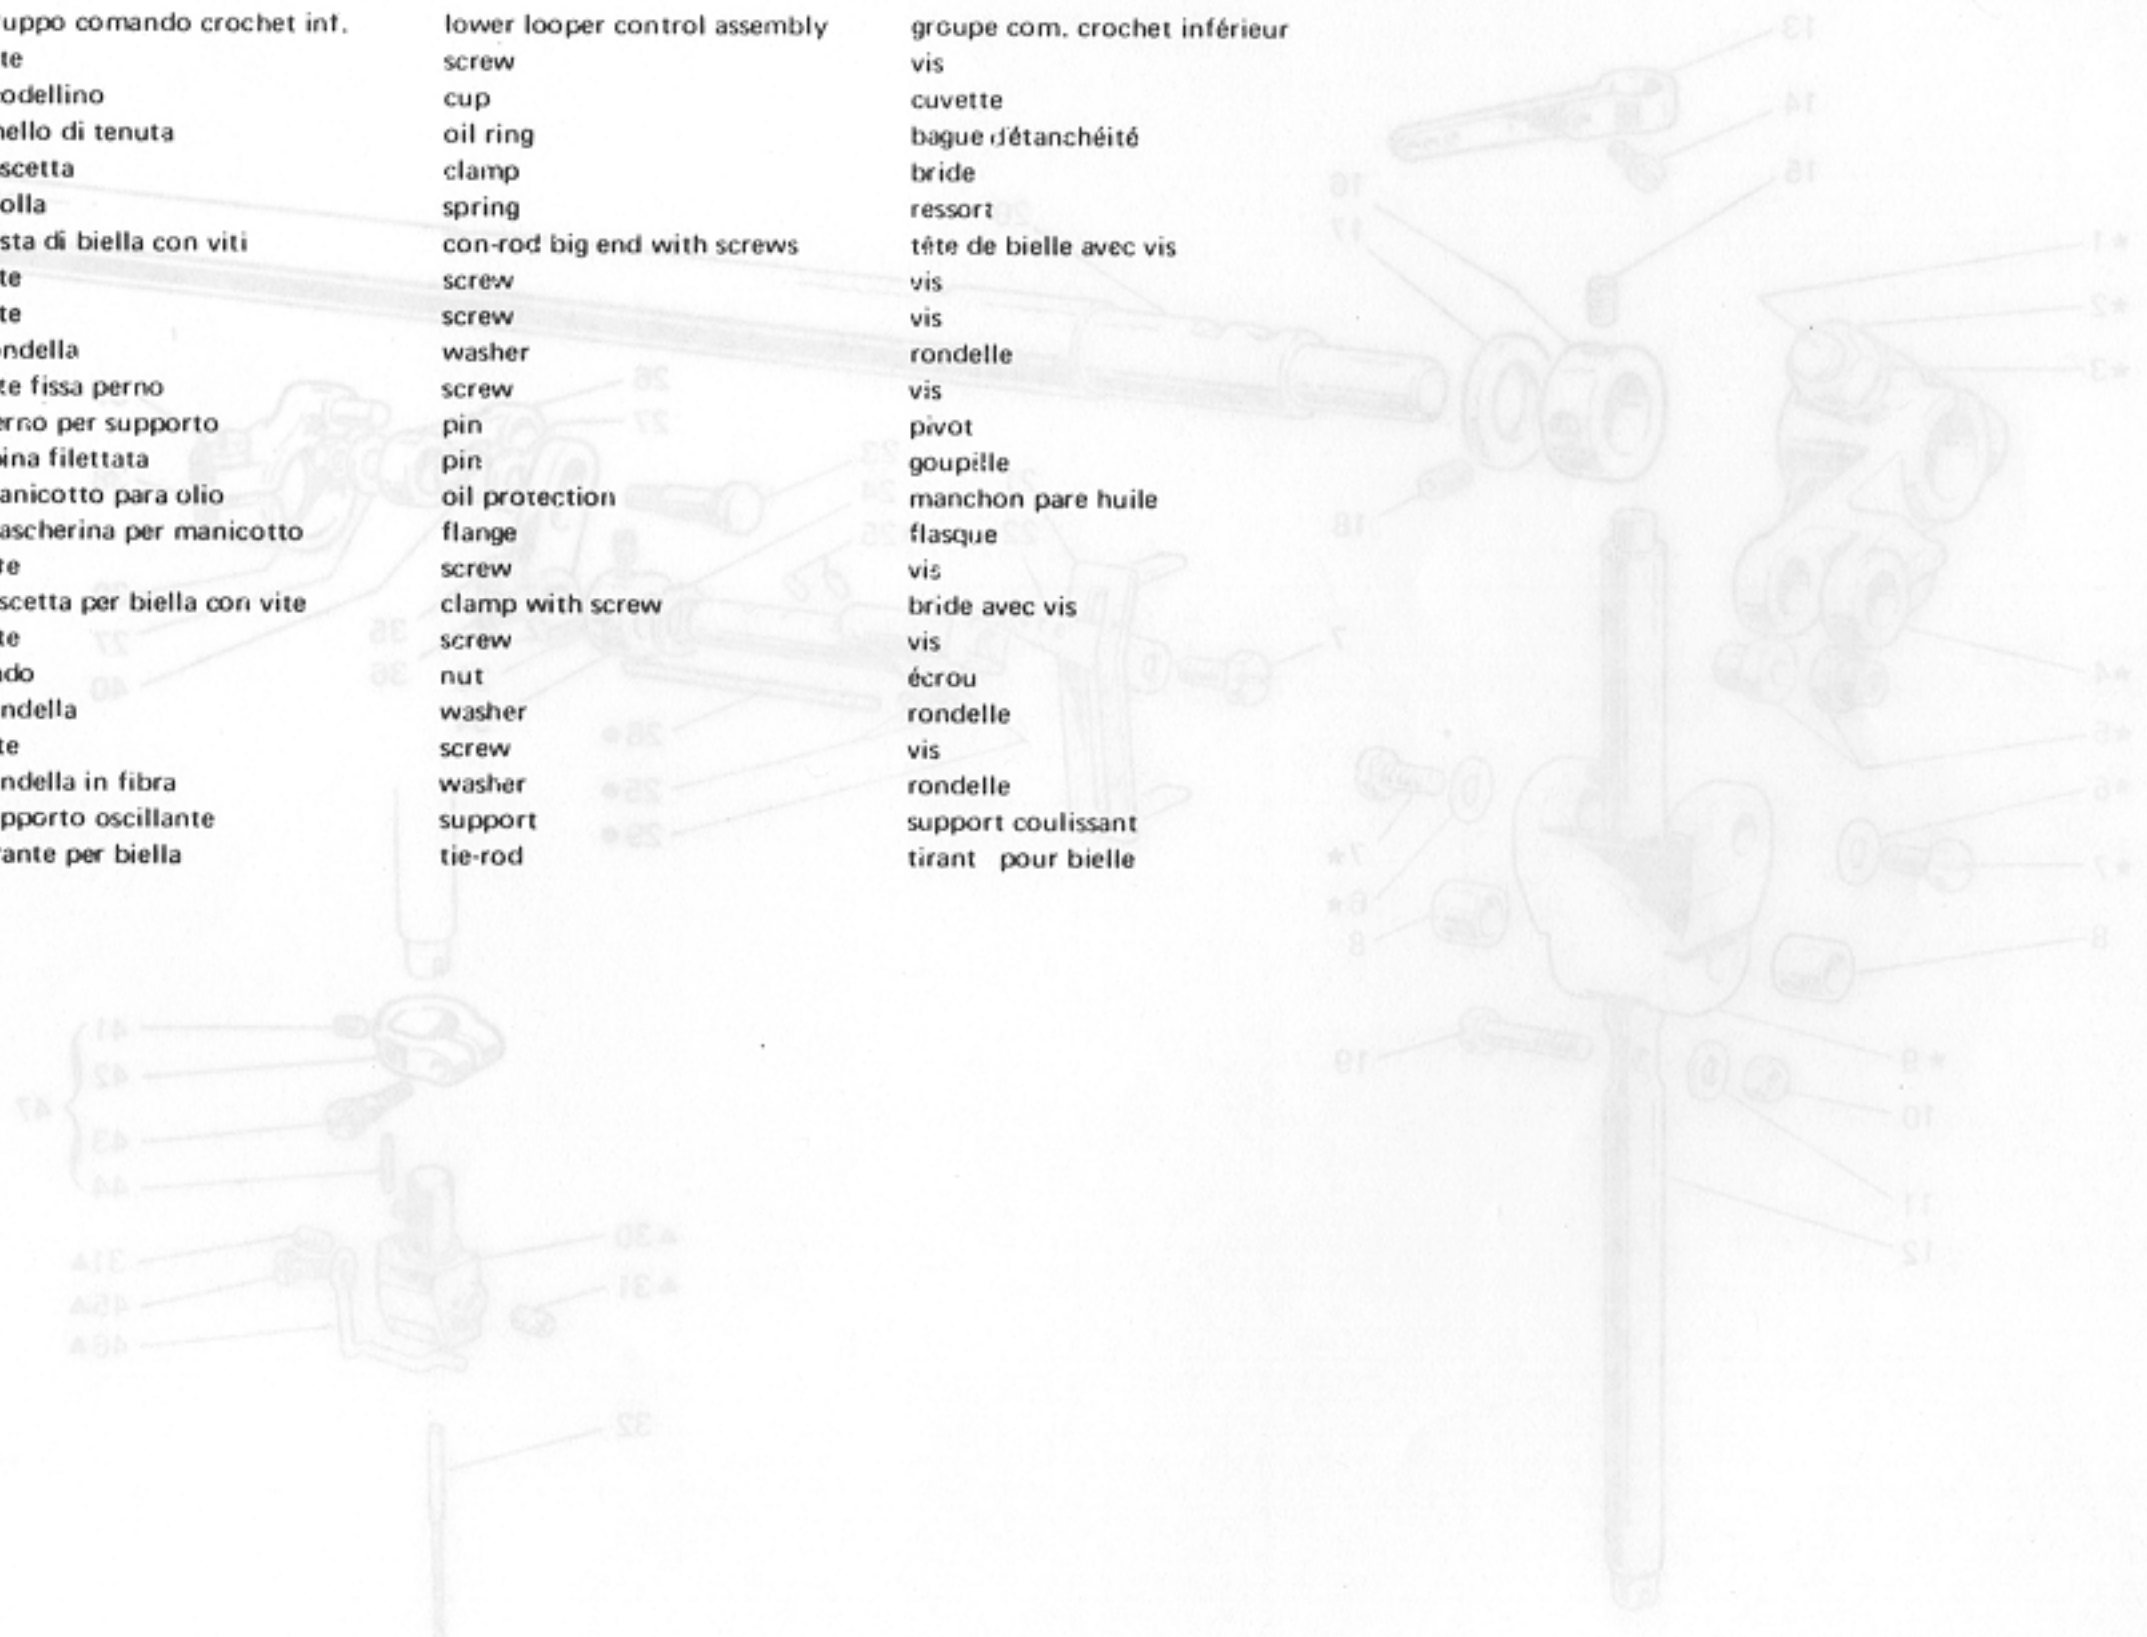 uppo comando crochet inf. lower looper control assembly groupe com. crochet inférieur
te screw vis
odellino cup cuvette
nello di tenuta oil ring bague d'étanchéité
scetta clamp bride
olla spring ressort
sta di biella con viti con-rod big end with screws tête de bielle avec vis
te screw vis
te screw vis
ndella washer rondelle
te fissa perno screw vis
erno per supporto pin pivot
pina filettata pin goupille
anicotto para olio oil protection manchon pare huile
ascherina per manicotto flange flasque
te screw vis
scetta per biella con vite clamp with screw bride avec vis
te screw vis
ado nut écrou
ndella washer rondelle
te screw vis
ndella in fibra washer rondelle
pporto oscillante support support coulissant
rante per biella tie-rod tirant pour bielle